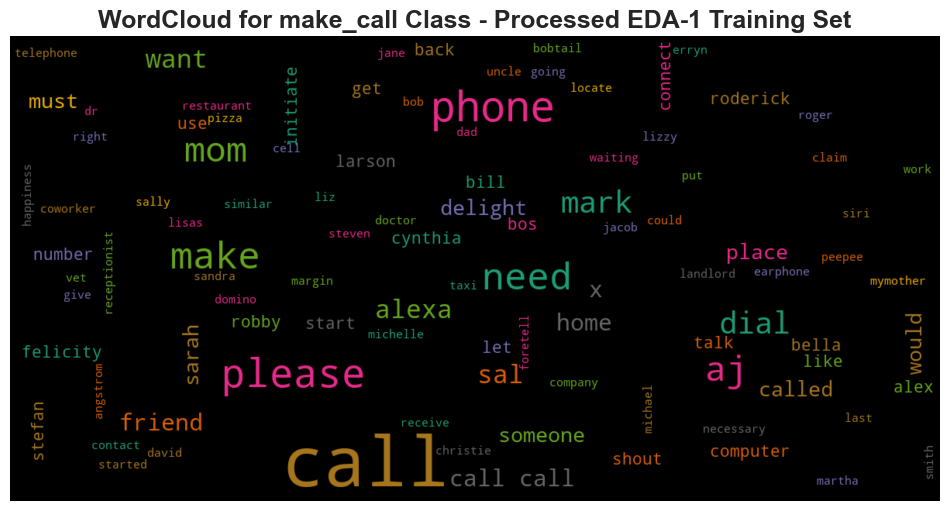 WordCloud for make_call Class - Processed EDA-1 Training Set
telephone
want
jane
back
bobtail
erryn
uncle
going
connect
must
dr
restaurant
pizza
initiate
get
bob
phone
locate
roderick
roger
right
use
mom
cell
dad
lizzy
larson
waiting
claim
work
happiness
bill
put
coworker
sally
similar
liz
delight
mark
siri
lisas
doctor
bos
jacob
could
steven
cynthia
number
receptionist
make
need
place
peepee
vet
sandra
margin
landlord
earphone
mymother
give
domino
taxi
x
alexa
robby
start
home
dial
would
michelle
foretell
felicity
sarah
let
talk
bella
please
sal
company
aj
like
called
alex
angstrom
stefan
friend
receive
michael
last
call
someone
necessary
contact
david
christie
shout
computer
started
call call
martha
smith